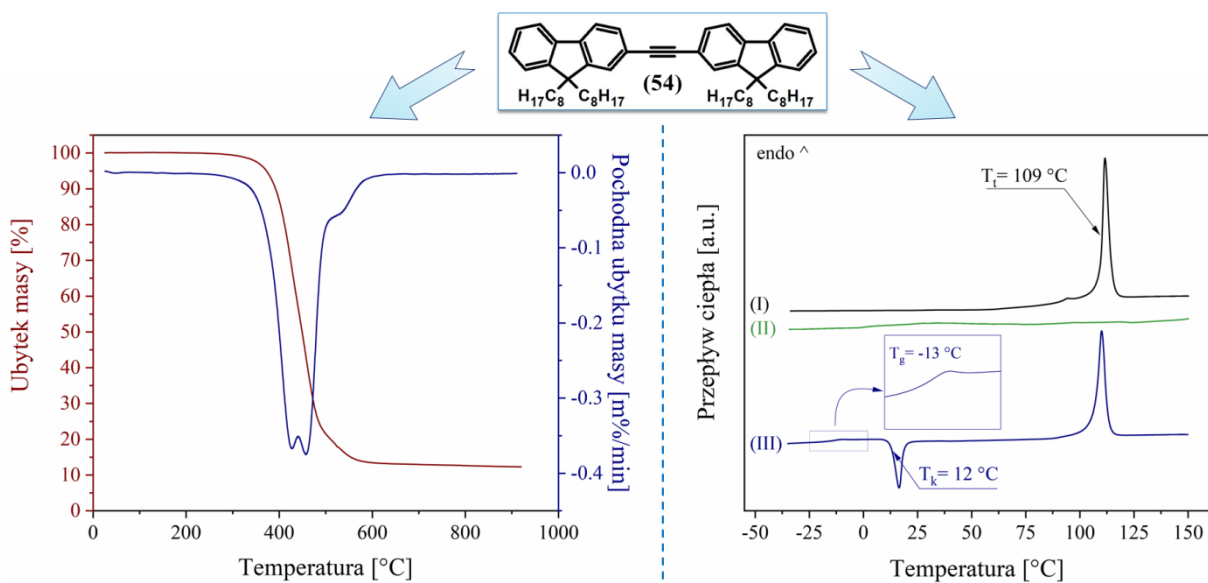 (54)
H₁₇C₈ C₈H₁₇ H₁₇C₈ C₈H₁₇
100
90
80
70
60
50
40
30
20
10
0
Ubytek masy [%]
0 200 400 600 800 1000
Temperatura [°C]
0.0
-0.1
-0.2
-0.3
-0.4
Pochodna ubytku masy [m%/min]
endo ^
Tₜ= 109 °C
(I)
(II)
T_g= -13 °C
(III)
Tₖ= 12 °C
Przepływ ciepła [a.u.]
-50 -25 0 25 50 75 100 125 150
Temperatura [°C]